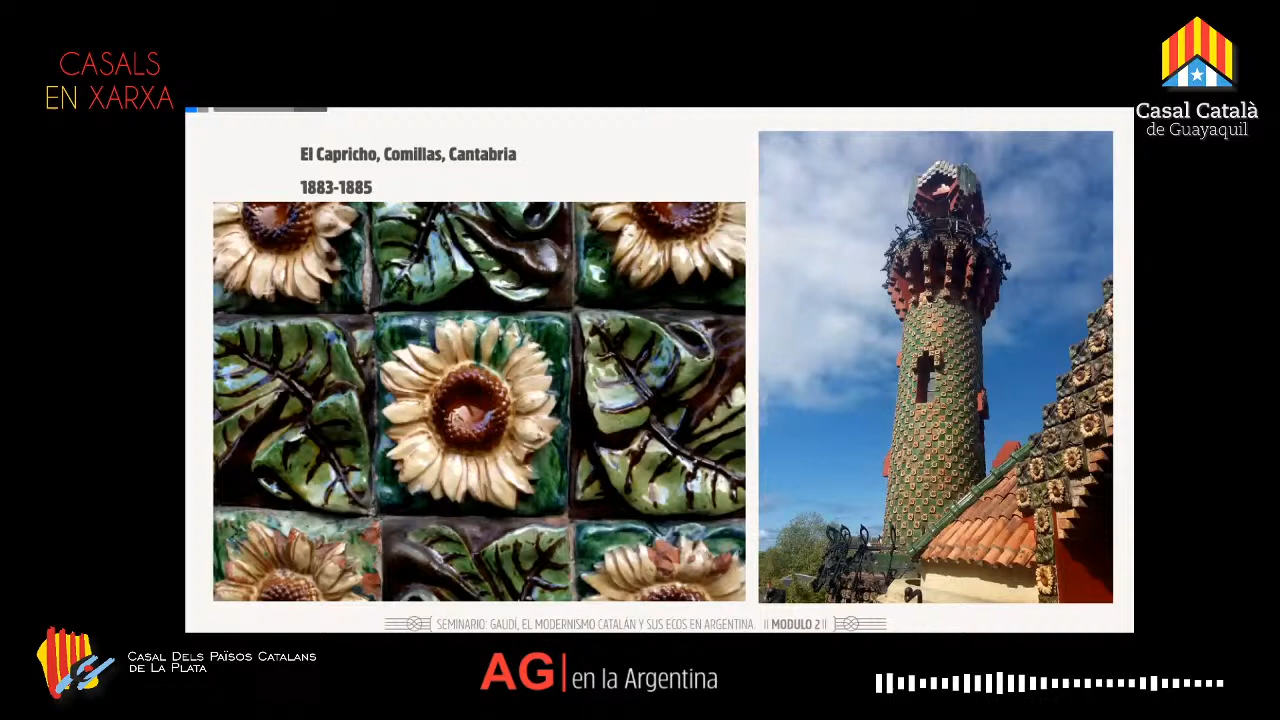 CASALS
EN XARXA
Casal Català
de Guayaquil
El Capricho, Comillas, Cantabria
1883-1885
SEMINARIO: GAUDÍ, EL MODERNISMO CATALÁN Y SUS ECOS EN ARGENTINA || MODULO 2 ||
CASAL DELS PAÏSOS CATALANS
DE LA PLATA
AG | en la Argentina